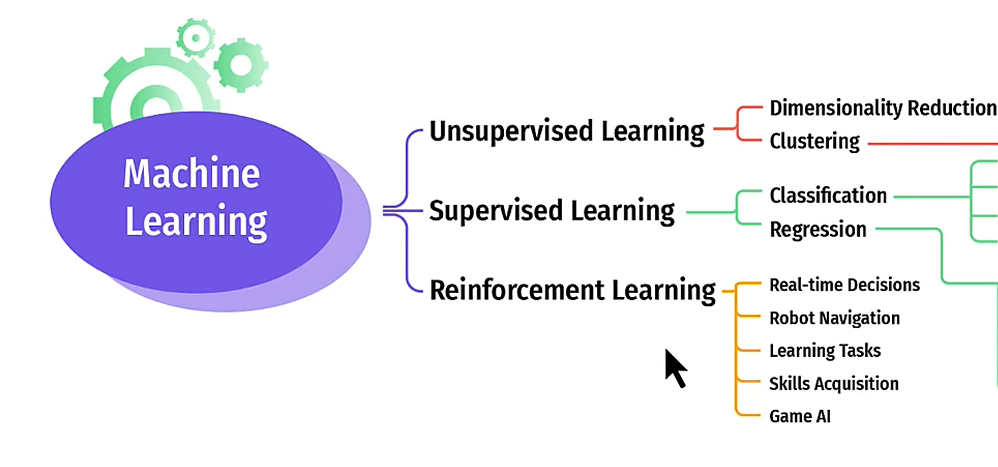 Machine
Learning
Unsupervised Learning
Dimensionality Reduction
Clustering
Supervised Learning
Classification
Regression
Reinforcement Learning
Real-time Decisions
Robot Navigation
Learning Tasks
Skills Acquisition
Game AI